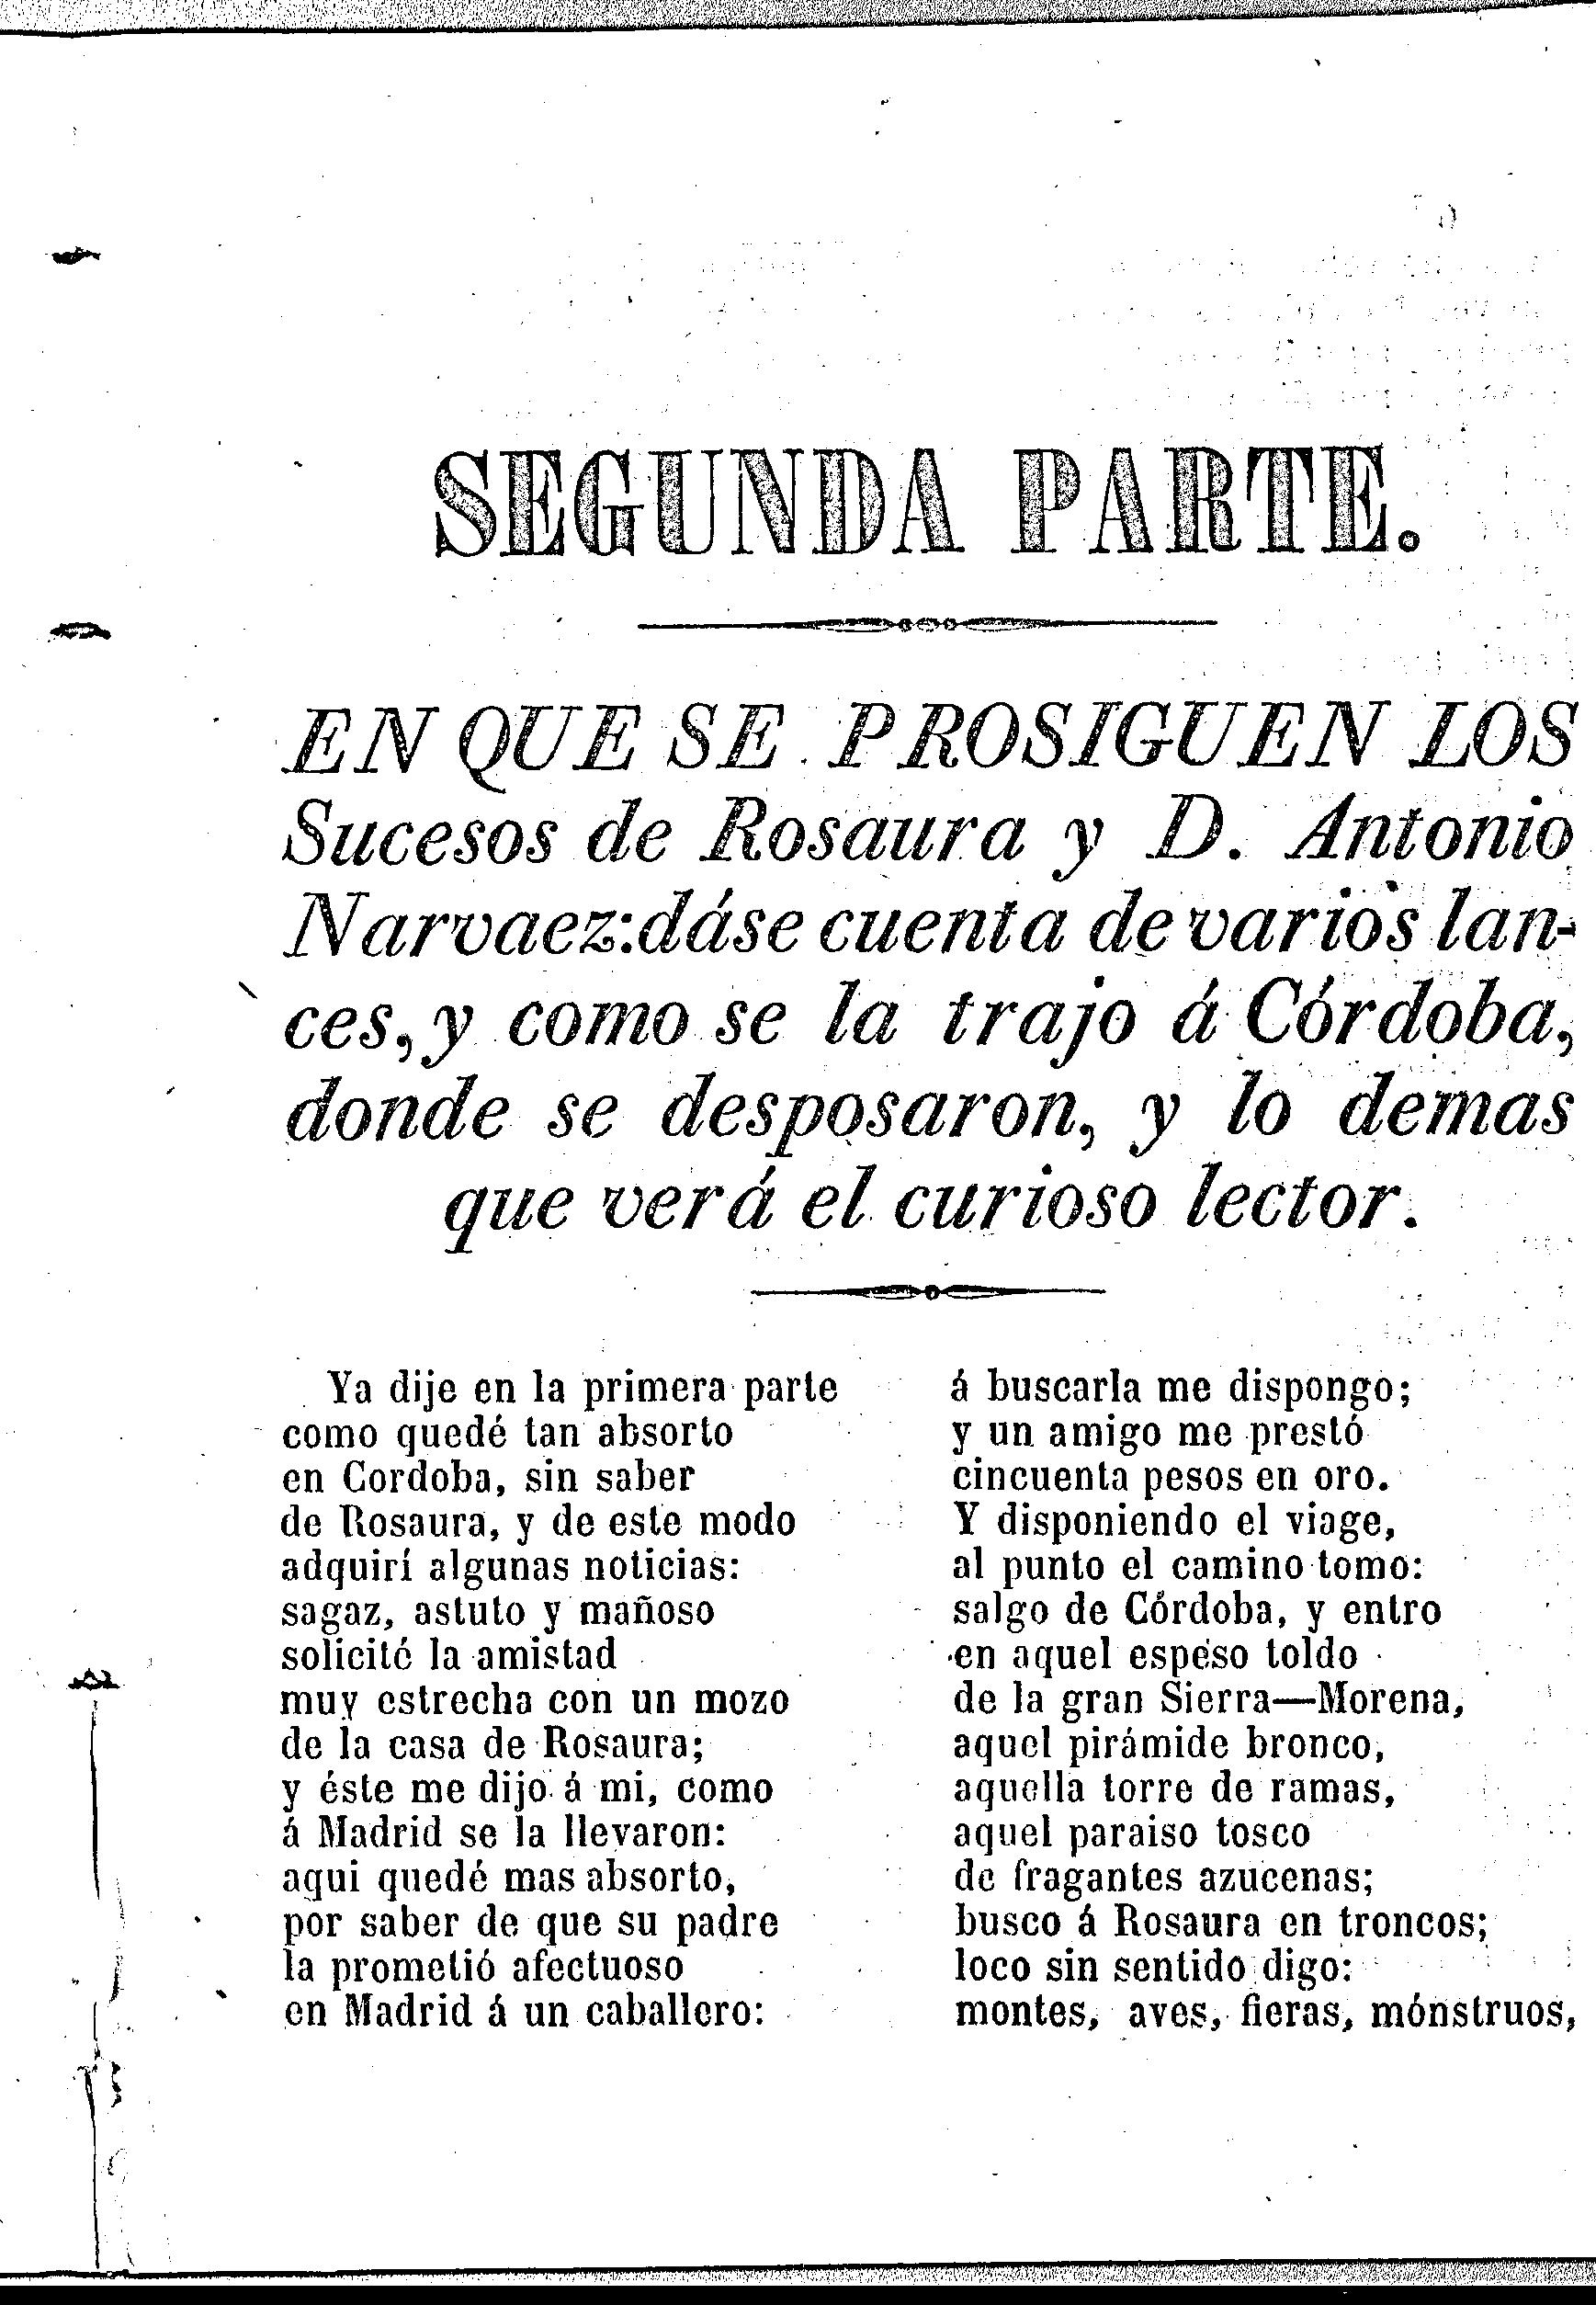 SEGUNDA PARTE.
EN QUE SE PROSIGUEN LOS
Sucesos de Rosaura y D. Antonio
Narvaez: dáse cuenta de varios lan-
ces, y como se la trajo á Córdoba,
donde se desposaron, y lo demas
que verá el curioso lector.
Ya dije en la primera parte
como quedé tan absorto
en Cordoba, sin saber
de Rosaura, y de este modo
adquirí algunas noticias:
sagaz, astuto y mañoso
solicité la amistad
muy estrecha con un mozo
de la casa de Rosaura;
y éste me dijo á mi, como
á Madrid se la llevaron:
aqui quedé mas absorto,
por saber de que su padre
la prometió afectuoso
en Madrid á un caballero:
á buscarla me dispongo;
y un amigo me prestó
cincuenta pesos en oro.
Y disponiendo el viage,
al punto el camino tomo:
salgo de Córdoba, y entro
en aquel espeso toldo
de la gran Sierra—Morena,
aquel pirámide bronco,
aquella torre de ramas,
aquel paraiso tosco
de fragantes azucenas;
busco á Rosaura en troncos;
loco sin sentido digo:
montes, aves, fieras, mónstruos,